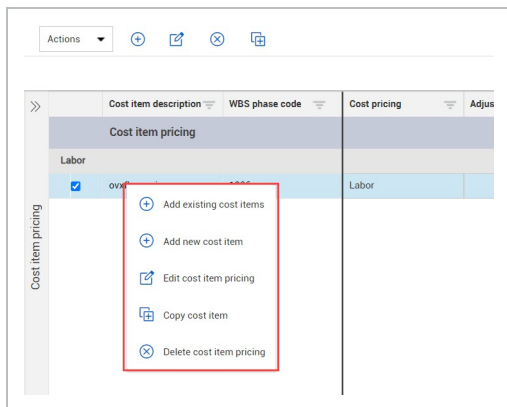 Actions
Cost item description WBS phase code Cost pricing Adjus
Cost item pricing
Labor
Labor
Add existing cost items
Add new cost item
Edit cost item pricing
Copy cost item
Delete cost item pricing
Cost item pricing